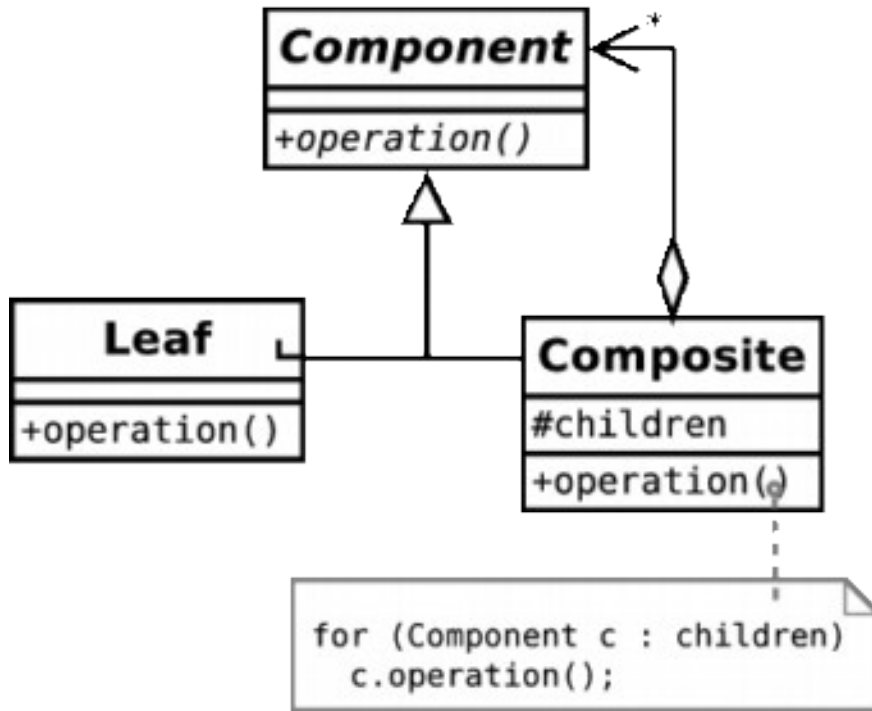 Component
*
+operation()
Leaf
+operation()
Composite
#children
+operation()
for (Component c : children)
c.operation();